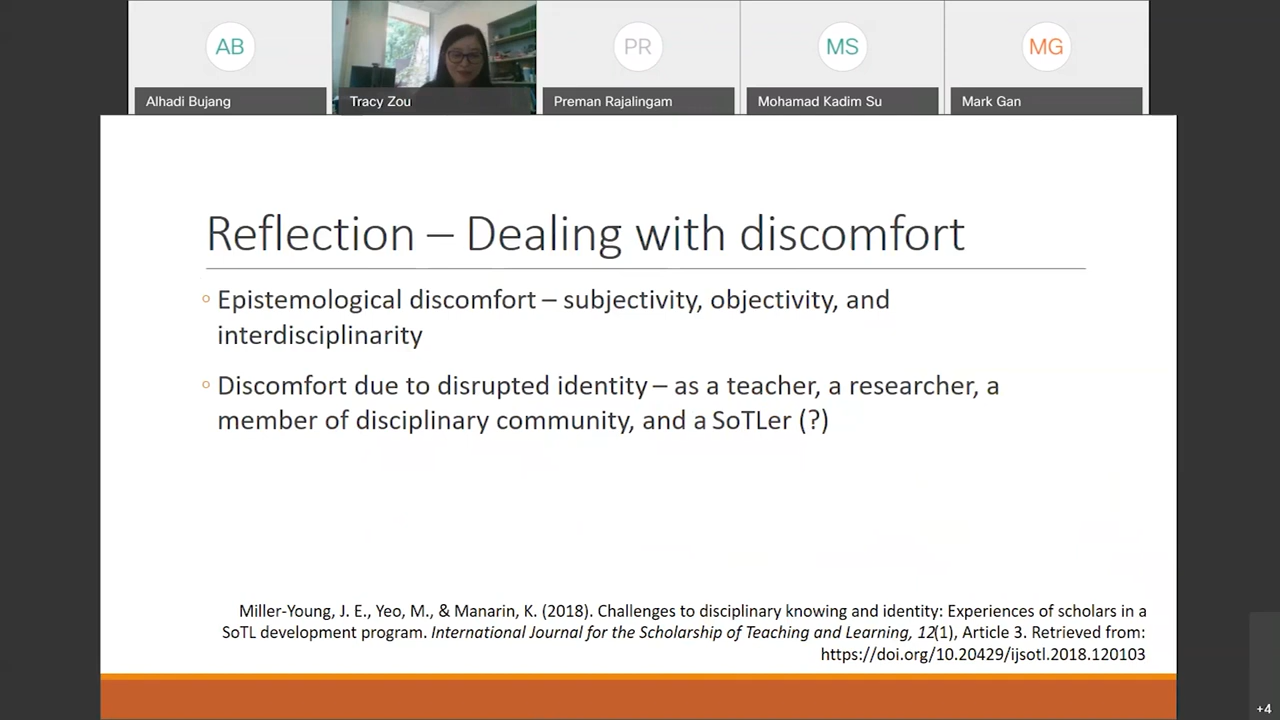 AB
PR
MS
MG
Alhadi Bujang
Tracy Zou
Preman Rajalingam
Mohamad Kadim Su
Mark Gan
Reflection – Dealing with discomfort
Epistemological discomfort – subjectivity, objectivity, and
interdisciplinarity
Discomfort due to disrupted identity – as a teacher, a researcher, a
member of disciplinary community, and a SoTLer (?)
Miller-Young, J. E., Yeo, M., & Manarin, K. (2018). Challenges to disciplinary knowing and identity: Experiences of scholars in a
SoTL development program. International Journal for the Scholarship of Teaching and Learning, 12(1), Article 3. Retrieved from:
https://doi.org/10.20429/ijsotl.2018.120103
+4